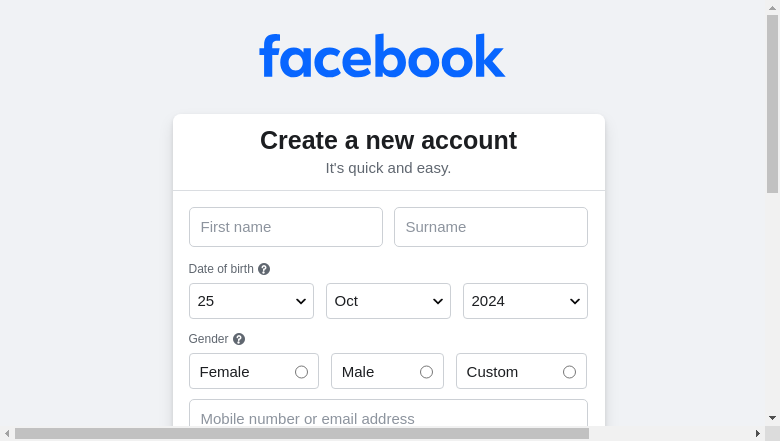 facebook
Create a new account
It's quick and easy.
First name Surname
Date of birth ?
25 Oct 2024
Gender ?
Female Male Custom
Mobile number or email address